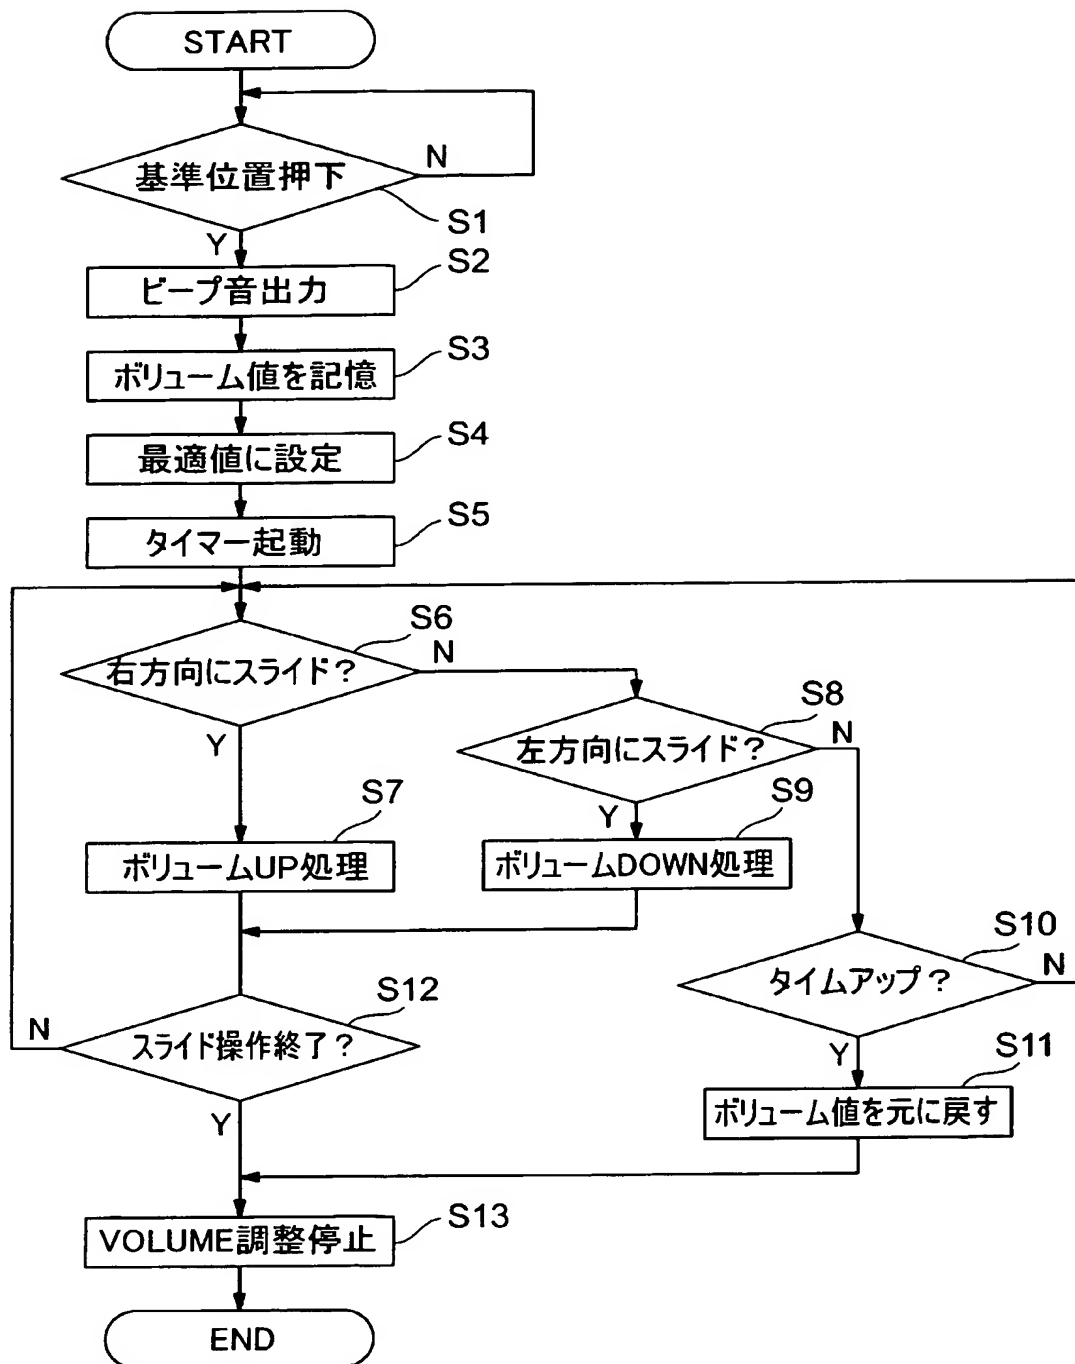 START
基準位置押下
N
S1
Y
S2
ビープ音出力
S3
ボリューム値を記憶
S4
最適値に設定
S5
タイマー起動
S6
右方向にスライド?
N
S8
左方向にスライド?
N
Y
S7
ボリュームUP処理
Y
S9
ボリュームDOWN処理
S10
タイムアップ?
N
S12
スライド操作終了?
N
Y
S11
ボリューム値を元に戻す
Y
S13
VOLUME調整停止
END